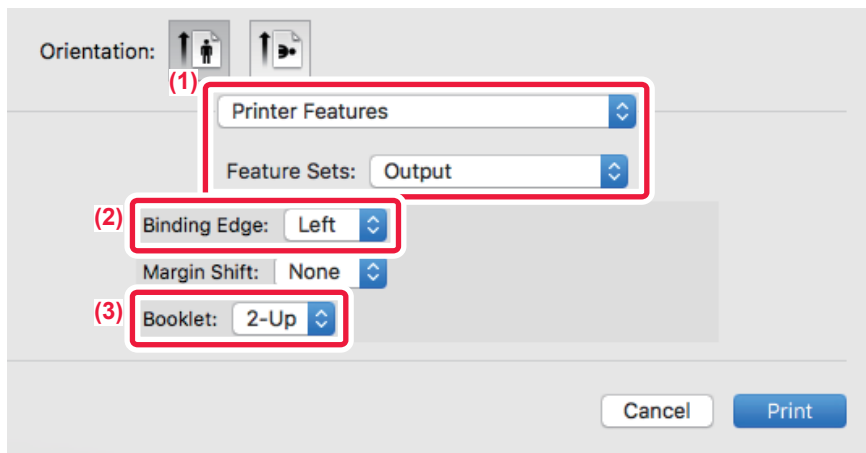 Orientation:
(1)
Printer Features
Feature Sets: Output
(2) Binding Edge: Left
Margin Shift: None
(3) Booklet: 2-Up
Cancel Print